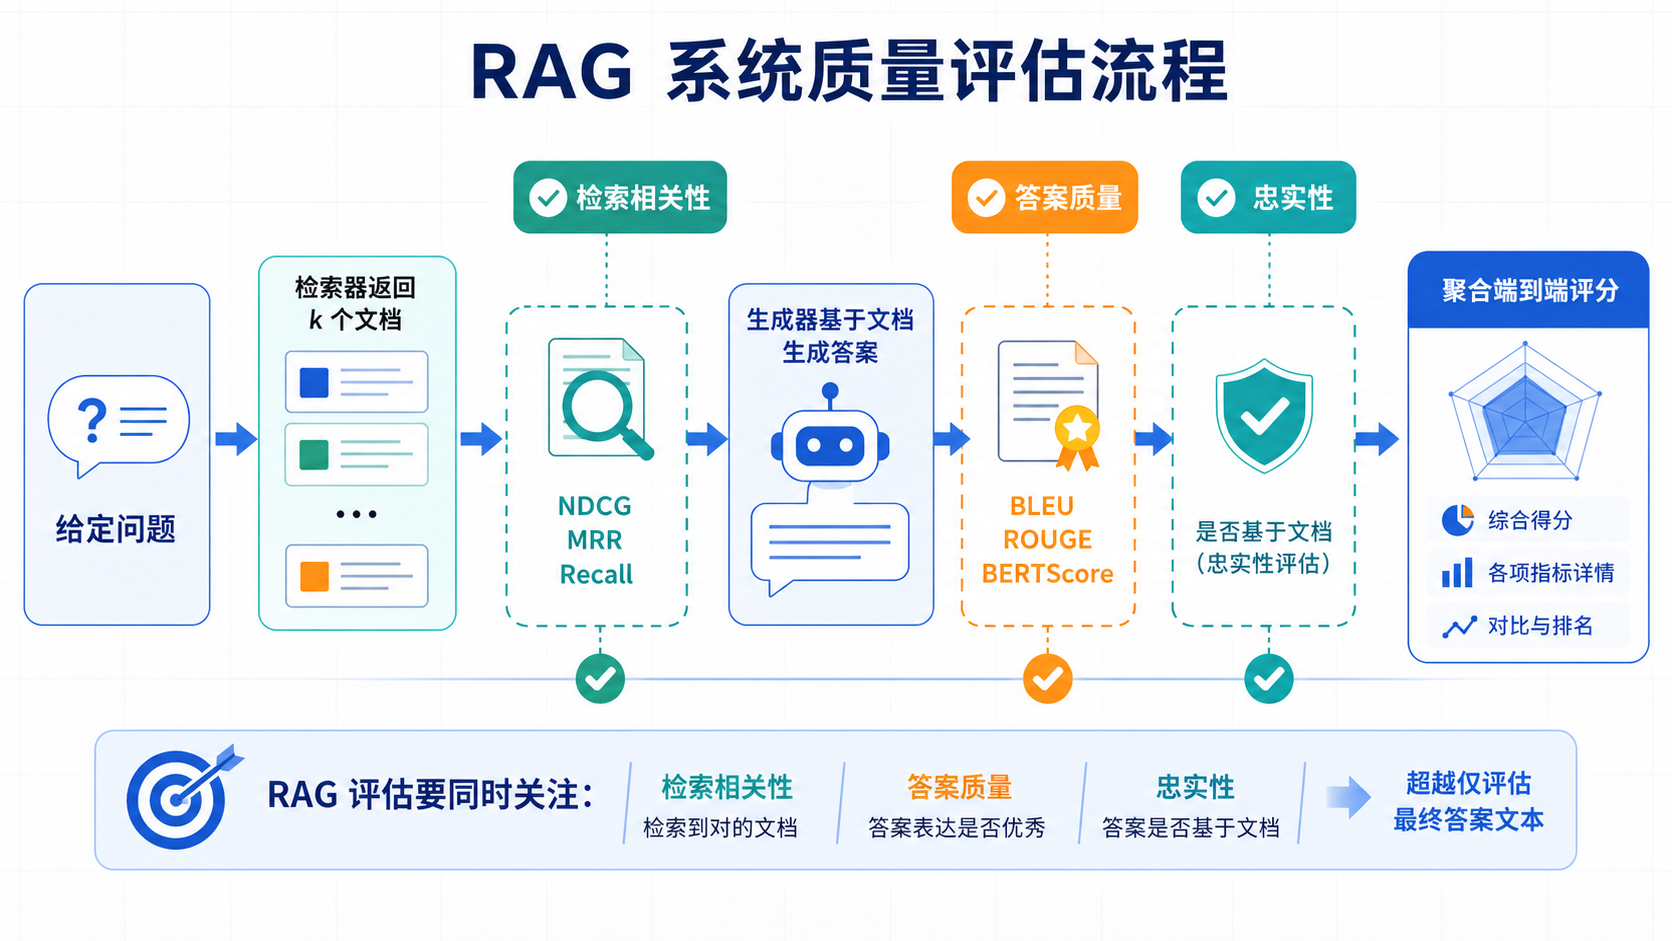 RAG 系统质量评估流程
检索相关性
答案质量
忠实性
给定问题
检索器返回
k 个文档
...
NDCG
MRR
Recall
生成器基于文档
生成答案
BLEU
ROUGE
BERTScore
是否基于文档
（忠实性评估）
聚合端到端评分
综合得分
各项指标详情
对比与排名
RAG 评估要同时关注：
检索相关性
检索到对的文档
答案质量
答案表达是否优秀
忠实性
答案是否基于文档
超越仅评估
最终答案文本